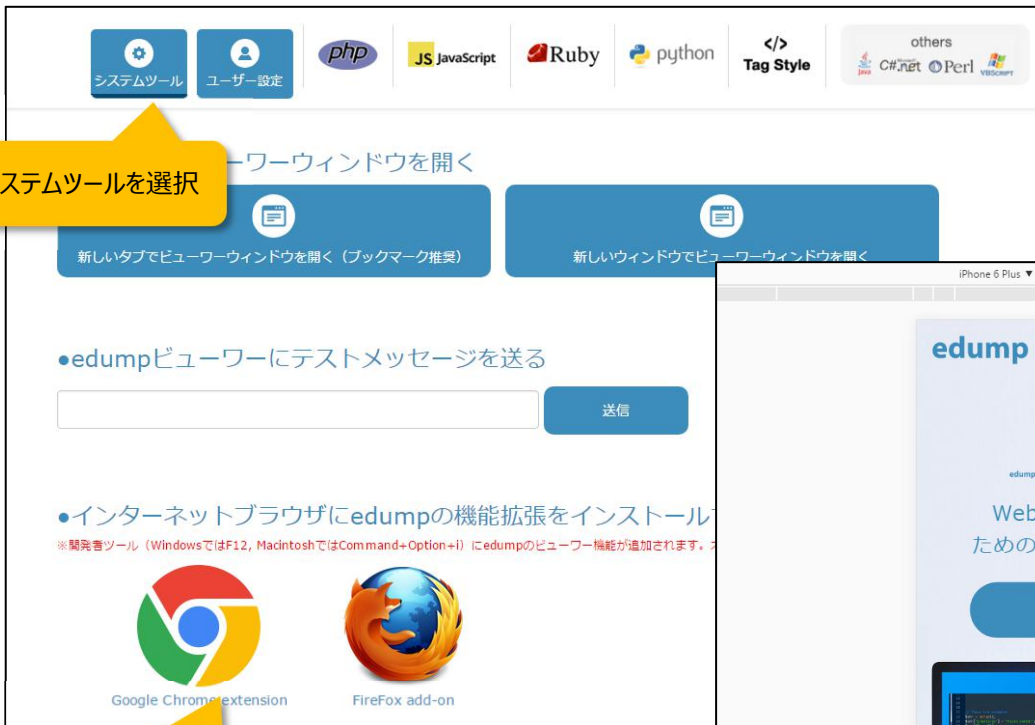 システムツール
ユーザー設定
php
JS JavaScript
Ruby
python
</>
Tag Style
others
Java
C#.net
Perl
VBSCRIPT
ステムツールを選択
ーワーウィンドウを開く
新しいタブでビューワーウィンドウを開く（ブックマーク推奨）
新しいウィンドウでビューワーウィンドウを開く
●edumpビューワーにテストメッセージを送る
送信
●インターネットブラウザにedumpの機能拡張をインストール
※開発者ツール（WindowsではF12, MacintoshではCommand+Option+i）にedumpのビューワー機能が追加されます。
Google Chrome extension
FireFox add-on
iPhone 6 Plus ▼
edump
edump
Web
ための